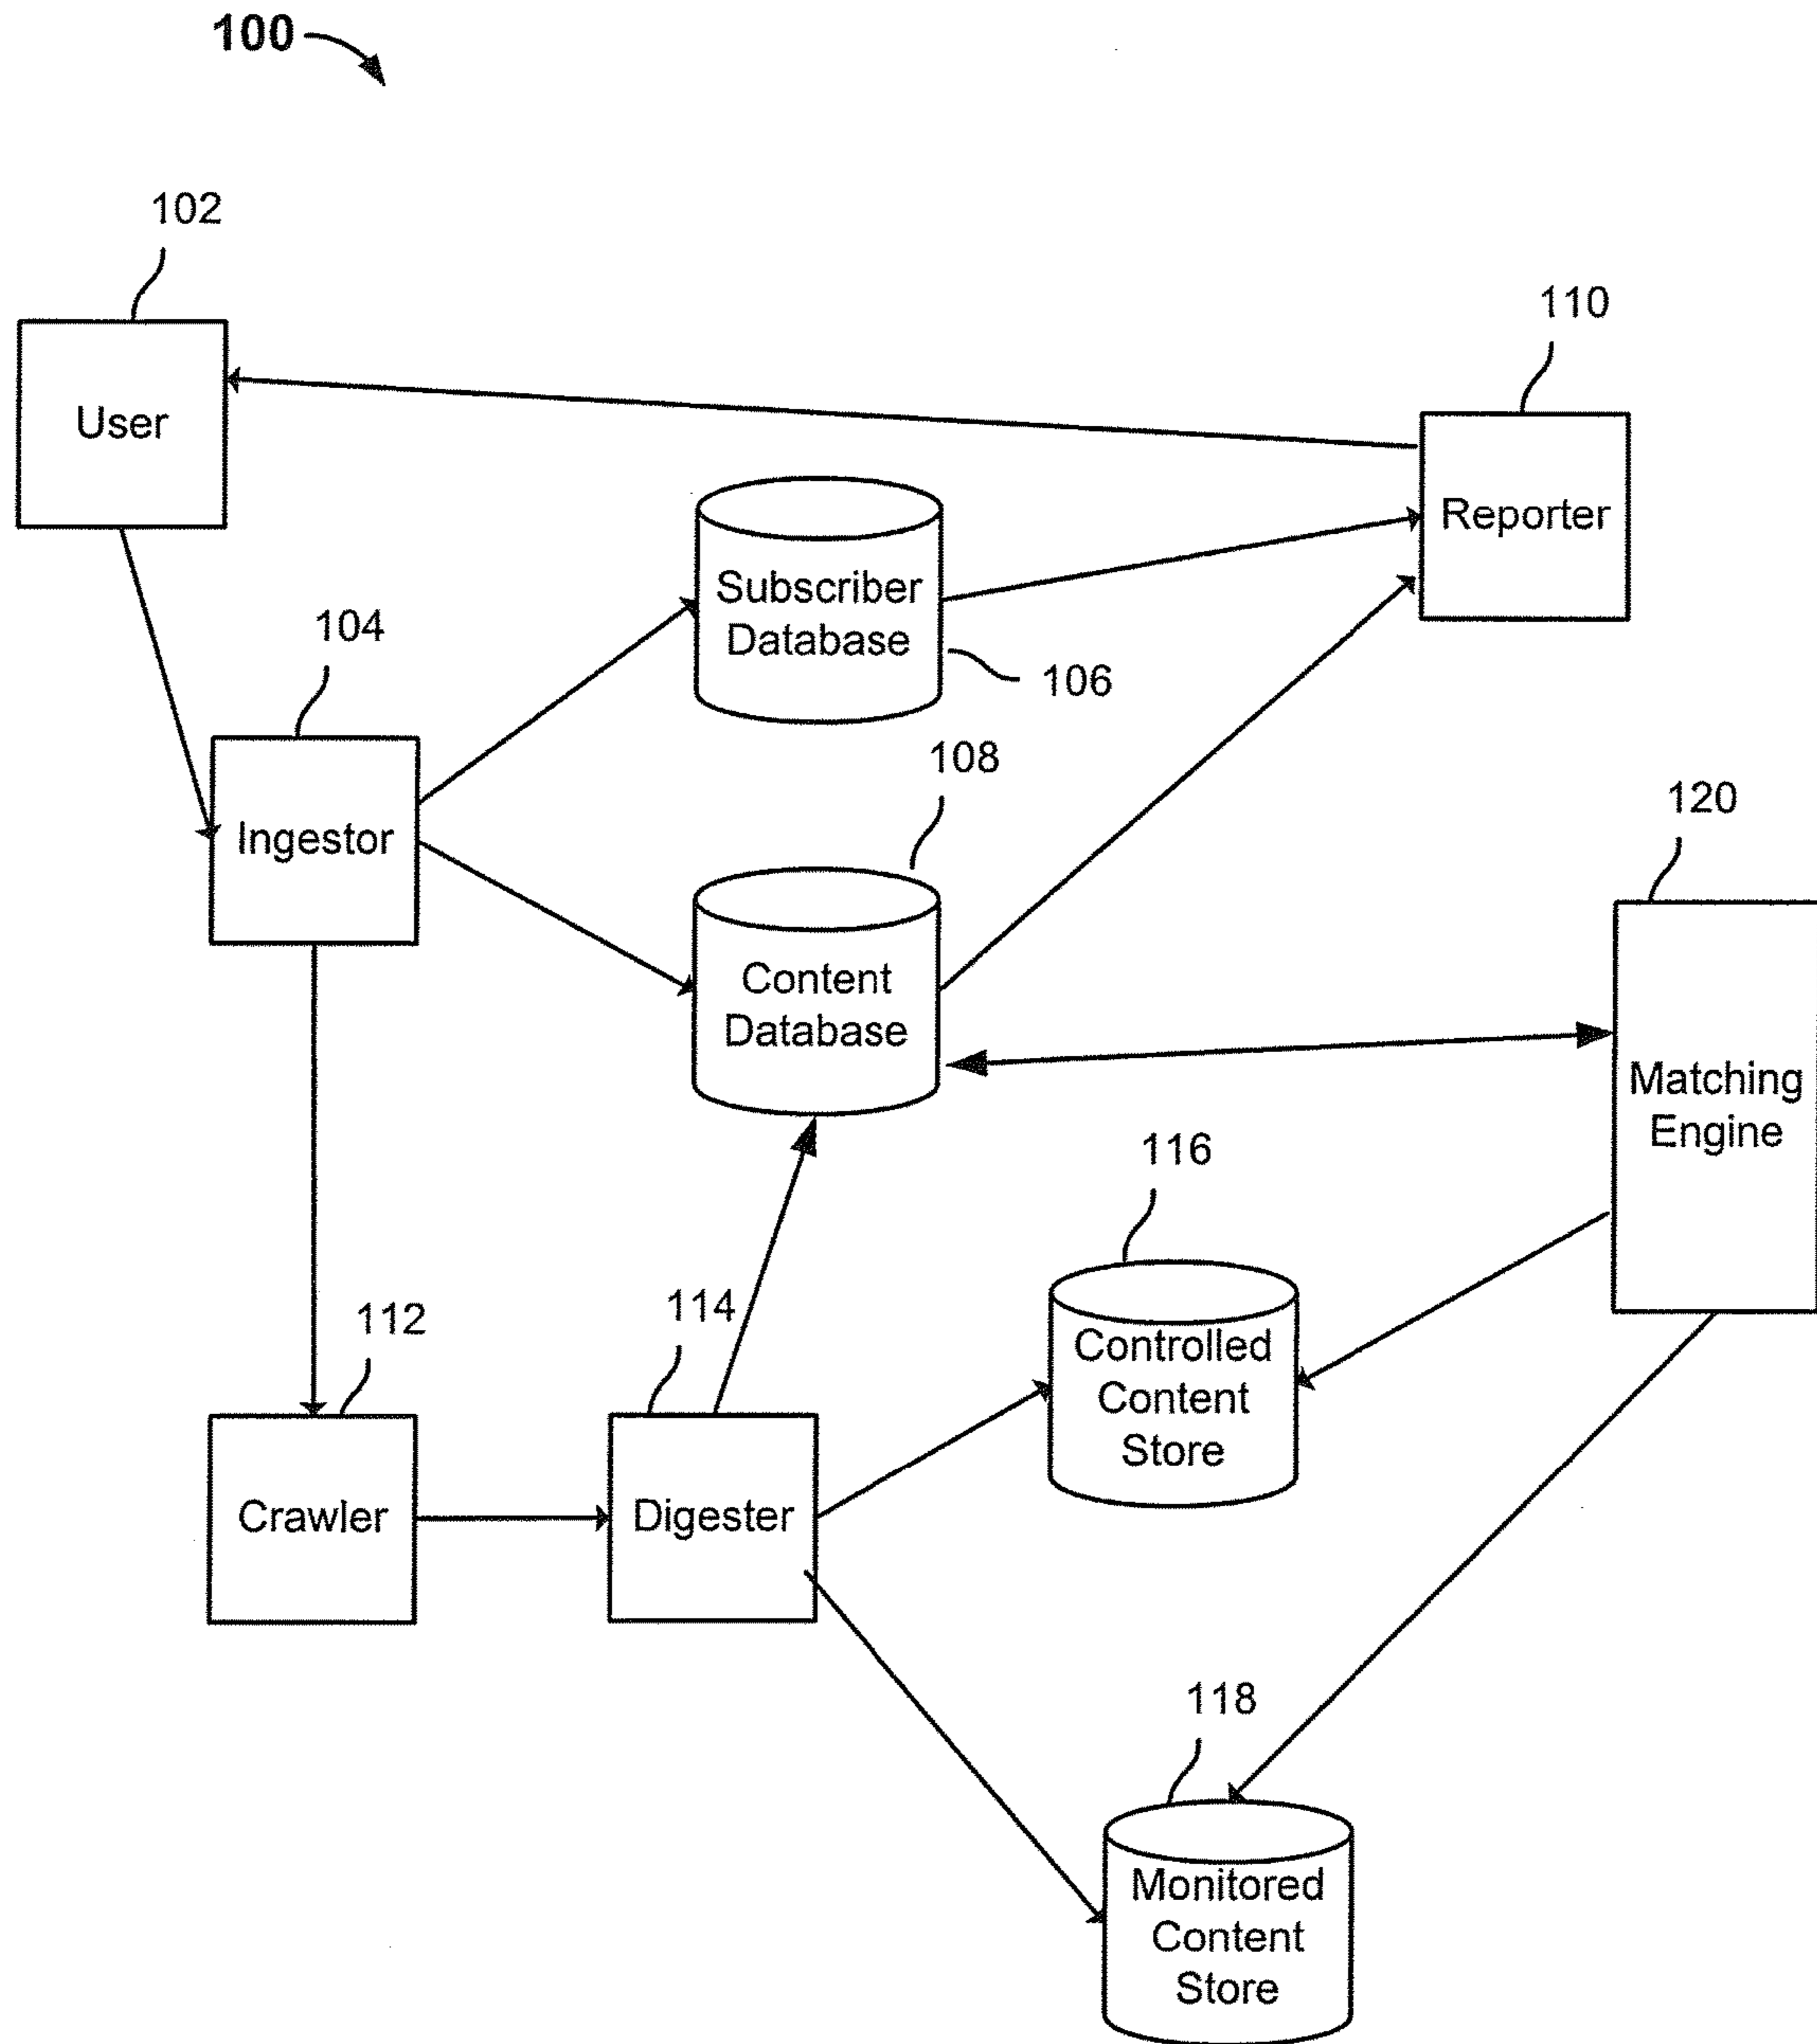 100
102
User
110
Reporter
Subscriber
Database
106
104
Ingestor
108
Content
Database
120
Matching
Engine
116
Controlled
Content
Store
112
Crawler
114
Digester
118
Monitored
Content
Store